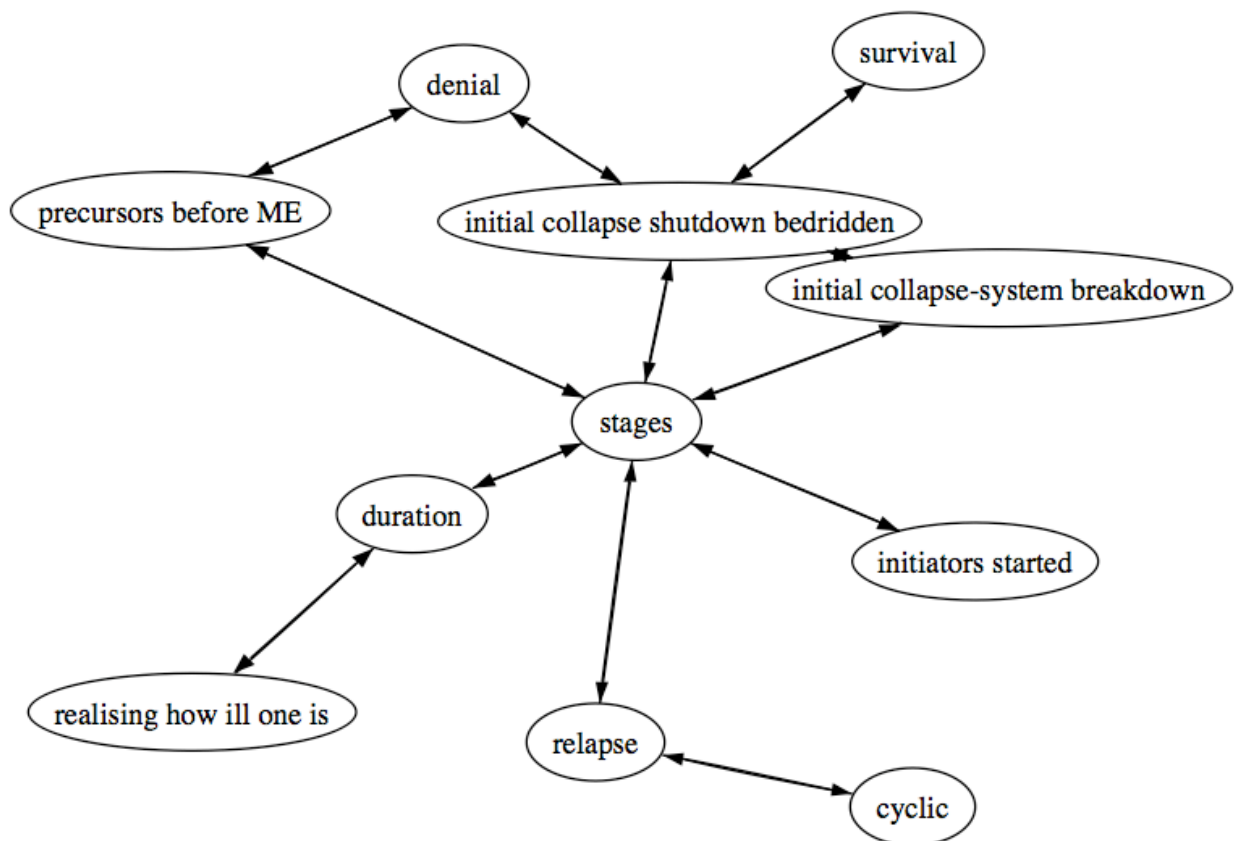 survival
denial
precursors before ME
initial collapse shutdown bedridden
initial collapse-system breakdown
stages
duration
initiators started
realising how ill one is
relapse
cyclic